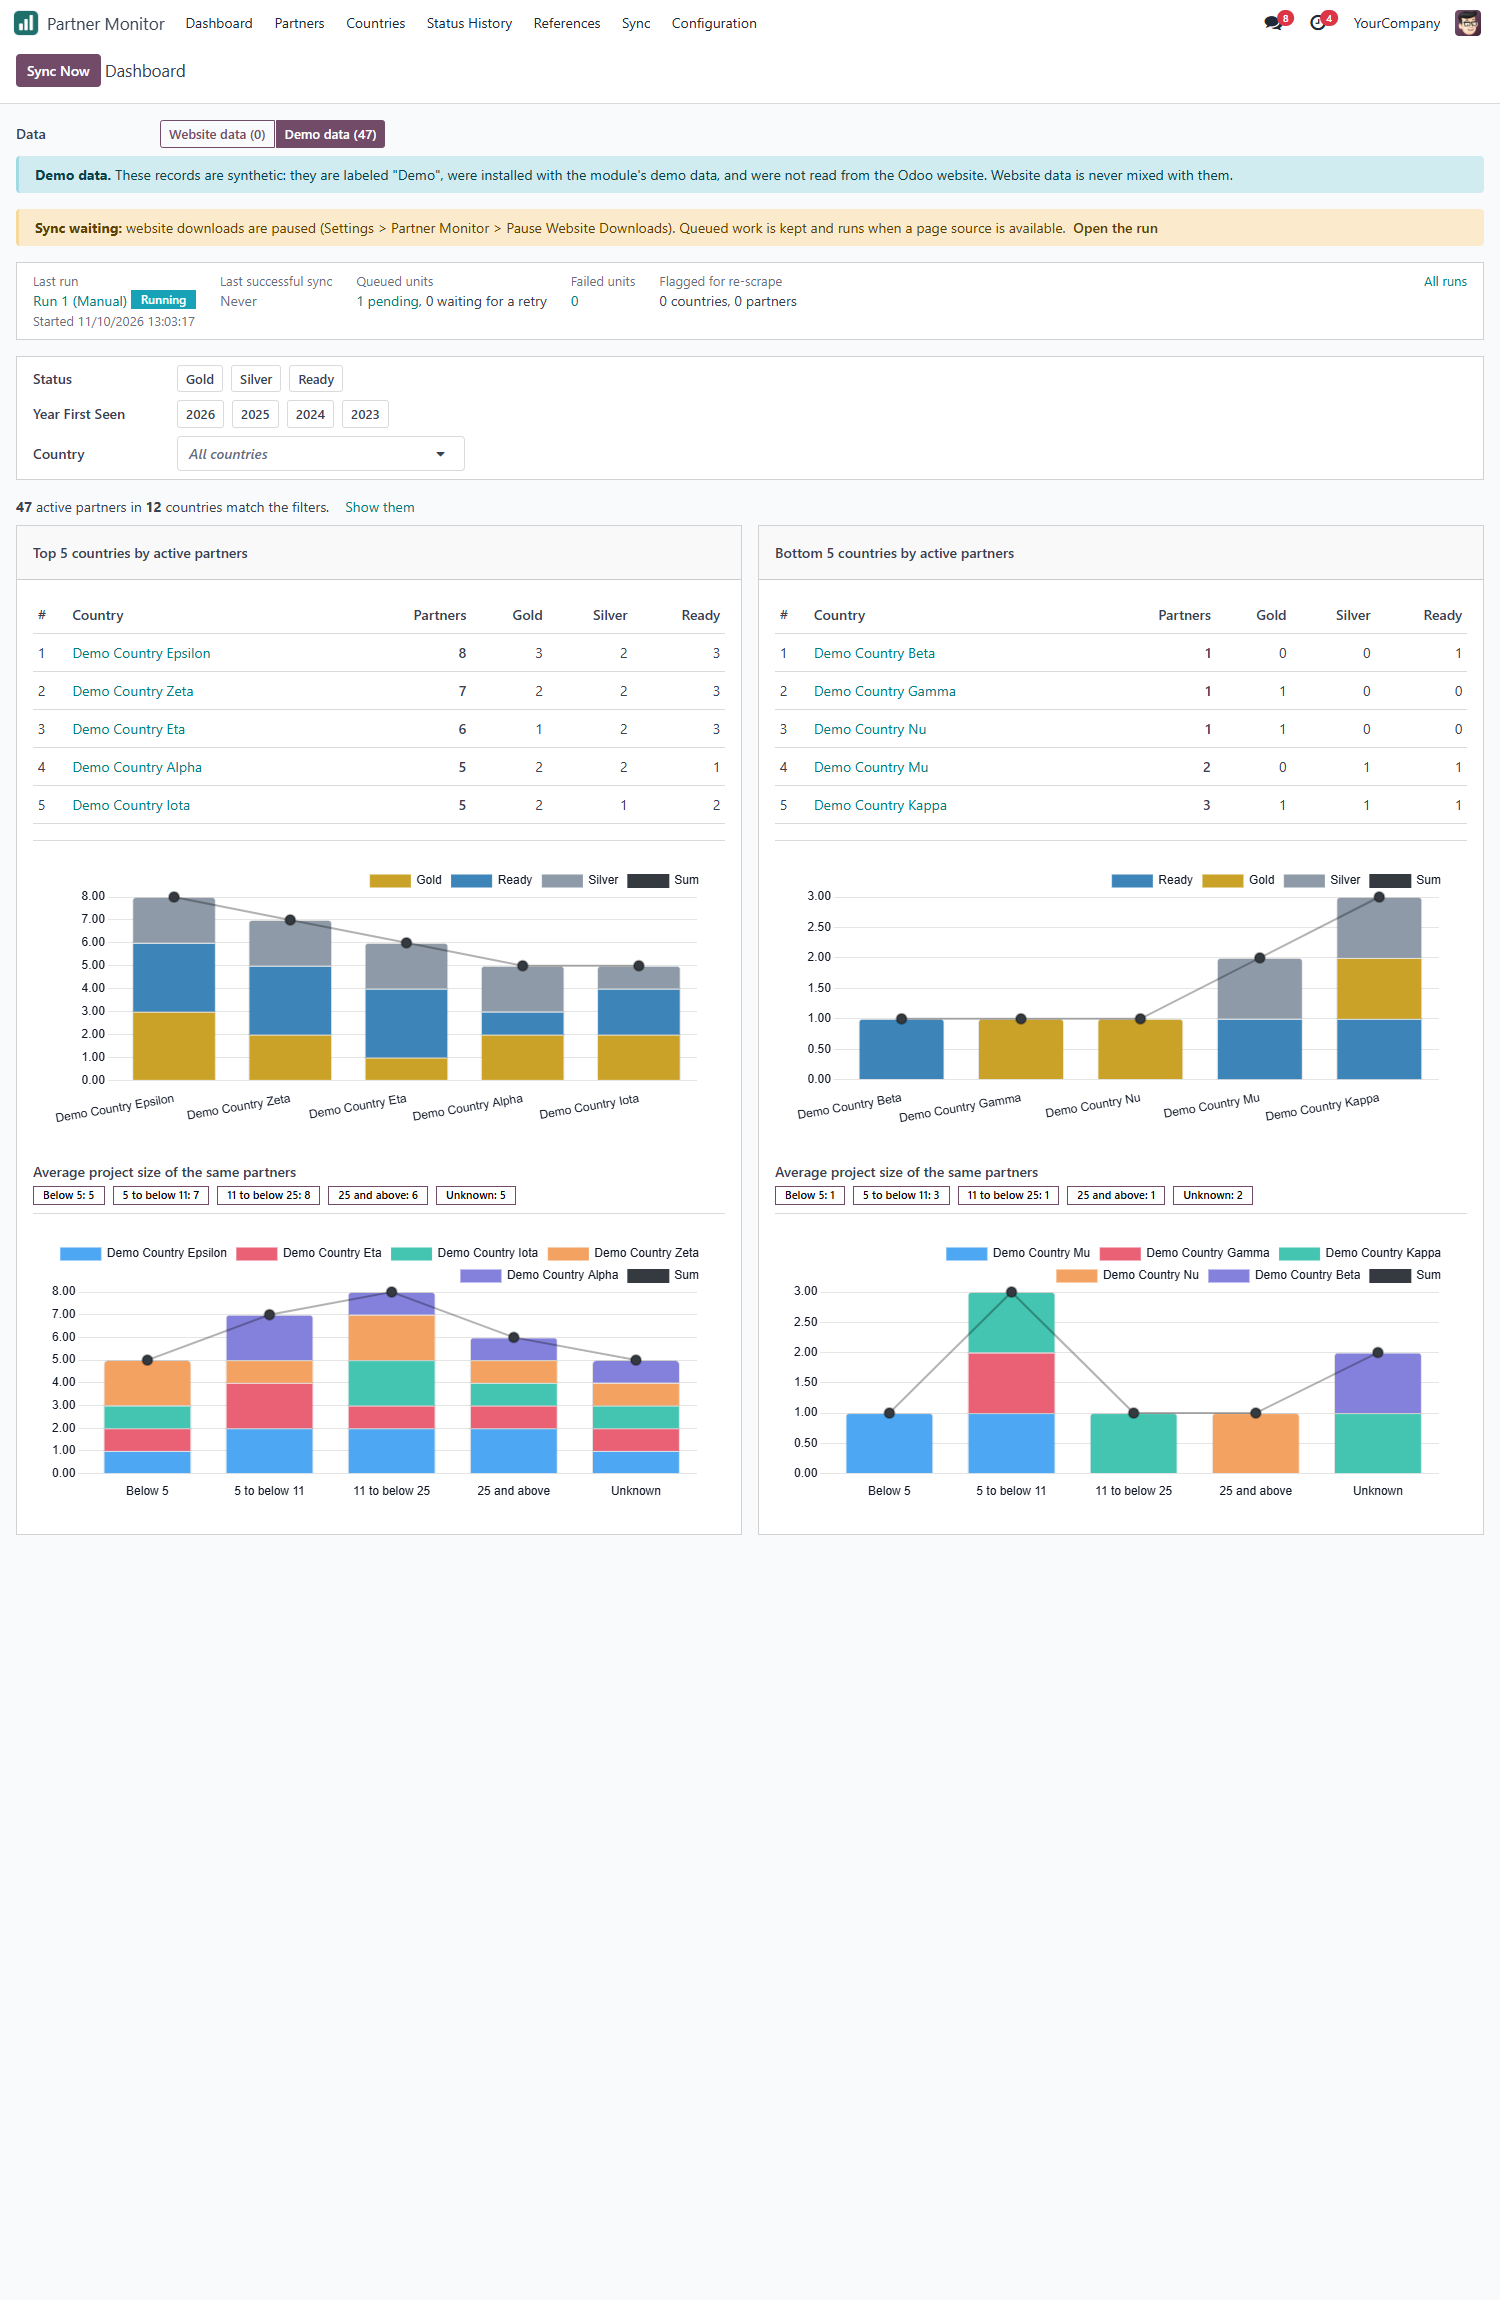 Partner Monitor Dashboard Partners Countries Status History References Sync Configuration 8 4 YourCompany
Sync Now Dashboard
Data Website data (0) Demo data (47)
Demo data. These records are synthetic: they are labeled "Demo", were installed with the module's demo data, and were not read from the Odoo website. Website data is never mixed with them.
Sync waiting: website downloads are paused (Settings > Partner Monitor > Pause Website Downloads). Queued work is kept and runs when a page source is available. Open the run
Last run Last successful sync Queued units Failed units Flagged for re-scrape All runs
Run 1 (Manual) Running Never 1 pending, 0 waiting for a retry 0 0 countries, 0 partners
Started 11/10/2026 13:03:17
Status Gold Silver Ready
Year First Seen 2026 2025 2024 2023
Country All countries
47 active partners in 12 countries match the filters. Show them
Top 5 countries by active partners
# Country Partners Gold Silver Ready
1 Demo Country Epsilon 8 3 2 3
2 Demo Country Zeta 7 2 2 3
3 Demo Country Eta 6 1 2 3
4 Demo Country Alpha 5 2 2 1
5 Demo Country Iota 5 2 1 2
Gold Ready Silver Sum
8.00
7.00
6.00
5.00
4.00
3.00
2.00
1.00
0.00
Demo Country Epsilon Demo Country Zeta Demo Country Eta Demo Country Alpha Demo Country Iota
Average project size of the same partners
Below 5: 5 5 to below 11: 7 11 to below 25: 8 25 and above: 6 Unknown: 5
Demo Country Epsilon Demo Country Eta Demo Country Iota Demo Country Zeta
Demo Country Alpha Sum
8.00
7.00
6.00
5.00
4.00
3.00
2.00
1.00
0.00
Below 5 5 to below 11 11 to below 25 25 and above Unknown
Bottom 5 countries by active partners
# Country Partners Gold Silver Ready
1 Demo Country Beta 1 0 0 1
2 Demo Country Gamma 1 1 0 0
3 Demo Country Nu 1 1 0 0
4 Demo Country Mu 2 0 1 1
5 Demo Country Kappa 3 1 1 1
Ready Gold Silver Sum
3.00
2.50
2.00
1.50
1.00
0.50
0.00
Demo Country Beta Demo Country Gamma Demo Country Nu Demo Country Mu Demo Country Kappa
Average project size of the same partners
Below 5: 1 5 to below 11: 3 11 to below 25: 1 25 and above: 1 Unknown: 2
Demo Country Mu Demo Country Gamma Demo Country Kappa
Demo Country Nu Demo Country Beta Sum
3.00
2.50
2.00
1.50
1.00
0.50
0.00
Below 5 5 to below 11 11 to below 25 25 and above Unknown